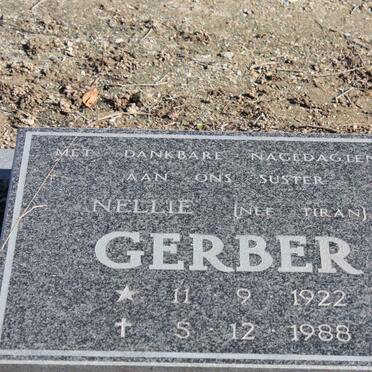 MET DANKBARE NAGEDAGTEN
AAN ONS SUSTER
NELLIE (NEE TIRAN)
GERBER
★ 11 9 1922
✝ 5 12 1988